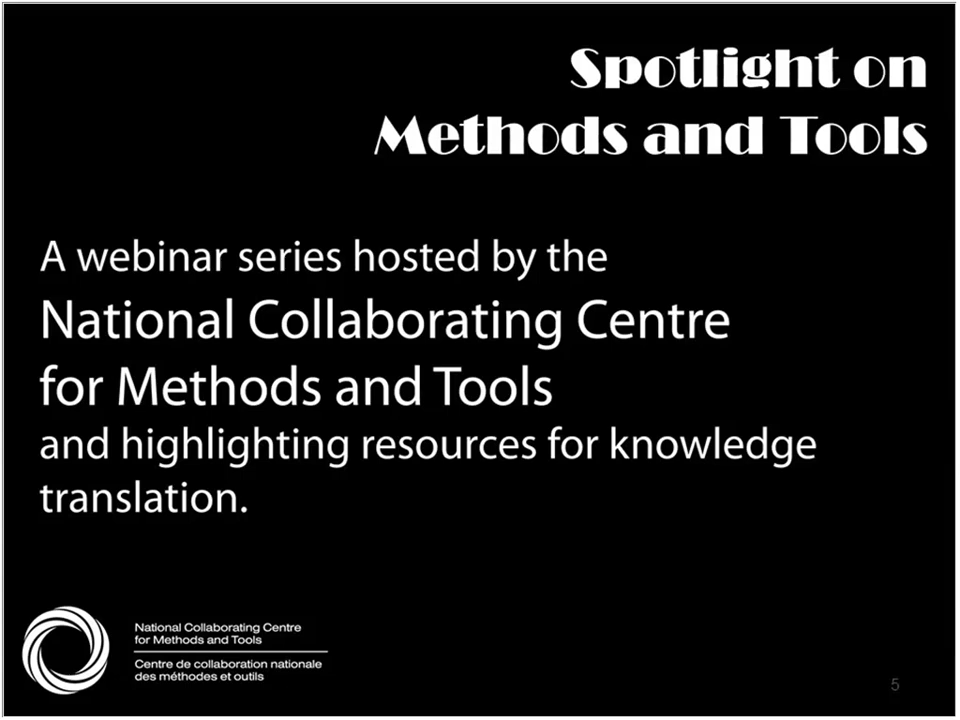 Spotlight on
Methods and Tools
A webinar series hosted by the
National Collaborating Centre
for Methods and Tools
and highlighting resources for knowledge
translation.
National Collaborating Centre
for Methods and Tools
Centre de collaboration nationale
des méthodes et outils
5